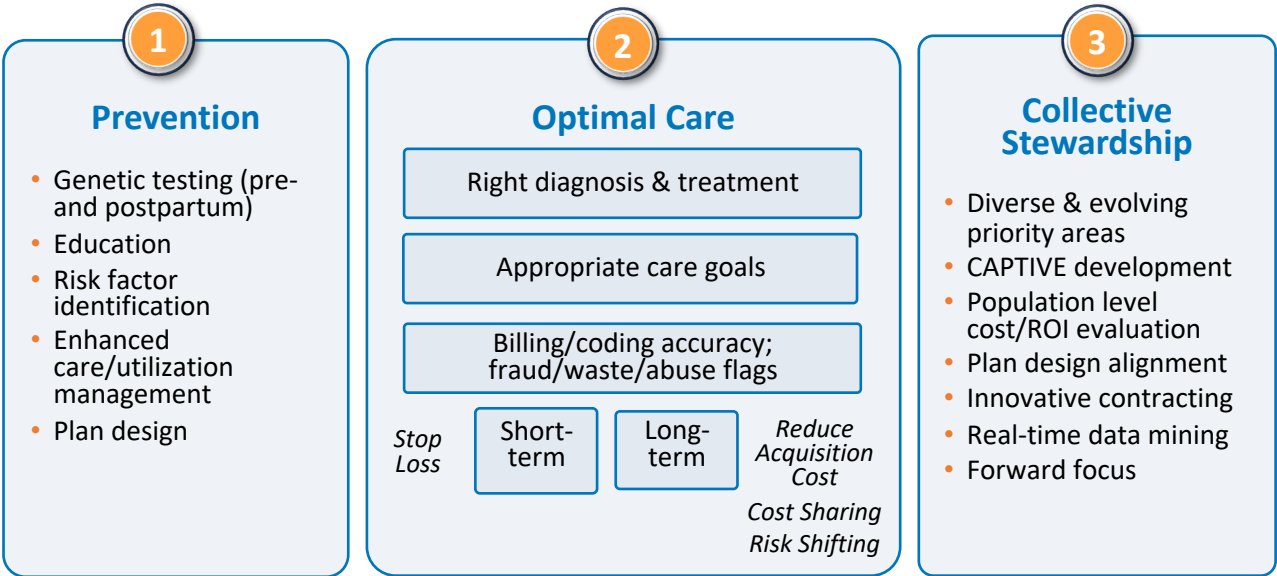 1
Prevention
• Genetic testing (pre-
and postpartum)
• Education
• Risk factor
identification
• Enhanced
care/utilization
management
• Plan design
2
Optimal Care
Right diagnosis & treatment
Appropriate care goals
Billing/coding accuracy;
fraud/waste/abuse flags
Stop
Loss
Short-
term
Long-
term
Reduce
Acquisition
Cost
Cost Sharing
Risk Shifting
3
Collective
Stewardship
• Diverse & evolving
priority areas
• CAPTIVE development
• Population level
cost/ROI evaluation
• Plan design alignment
• Innovative contracting
• Real-time data mining
• Forward focus